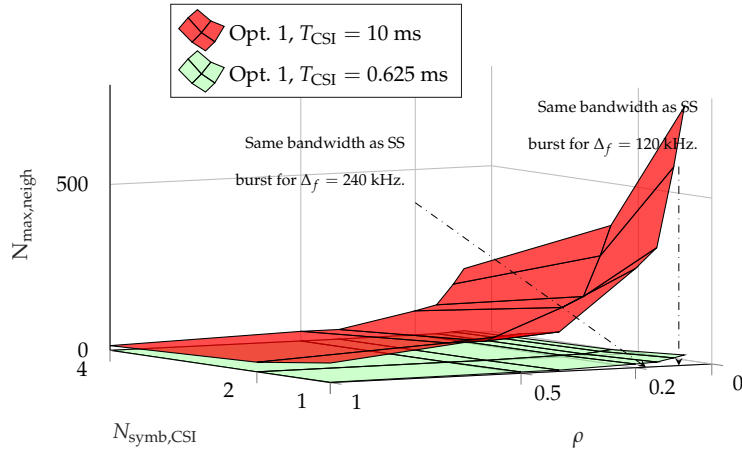 Opt. 1, T_CSI = 10 ms
Opt. 1, T_CSI = 0.625 ms
Same bandwidth as SS
burst for Δ_f = 120 kHz.
Same bandwidth as SS
burst for Δ_f = 240 kHz.
500
0
N_max,neigh
4
2
1
1
0.5
0.2
0
N_symb,CSI
ρ